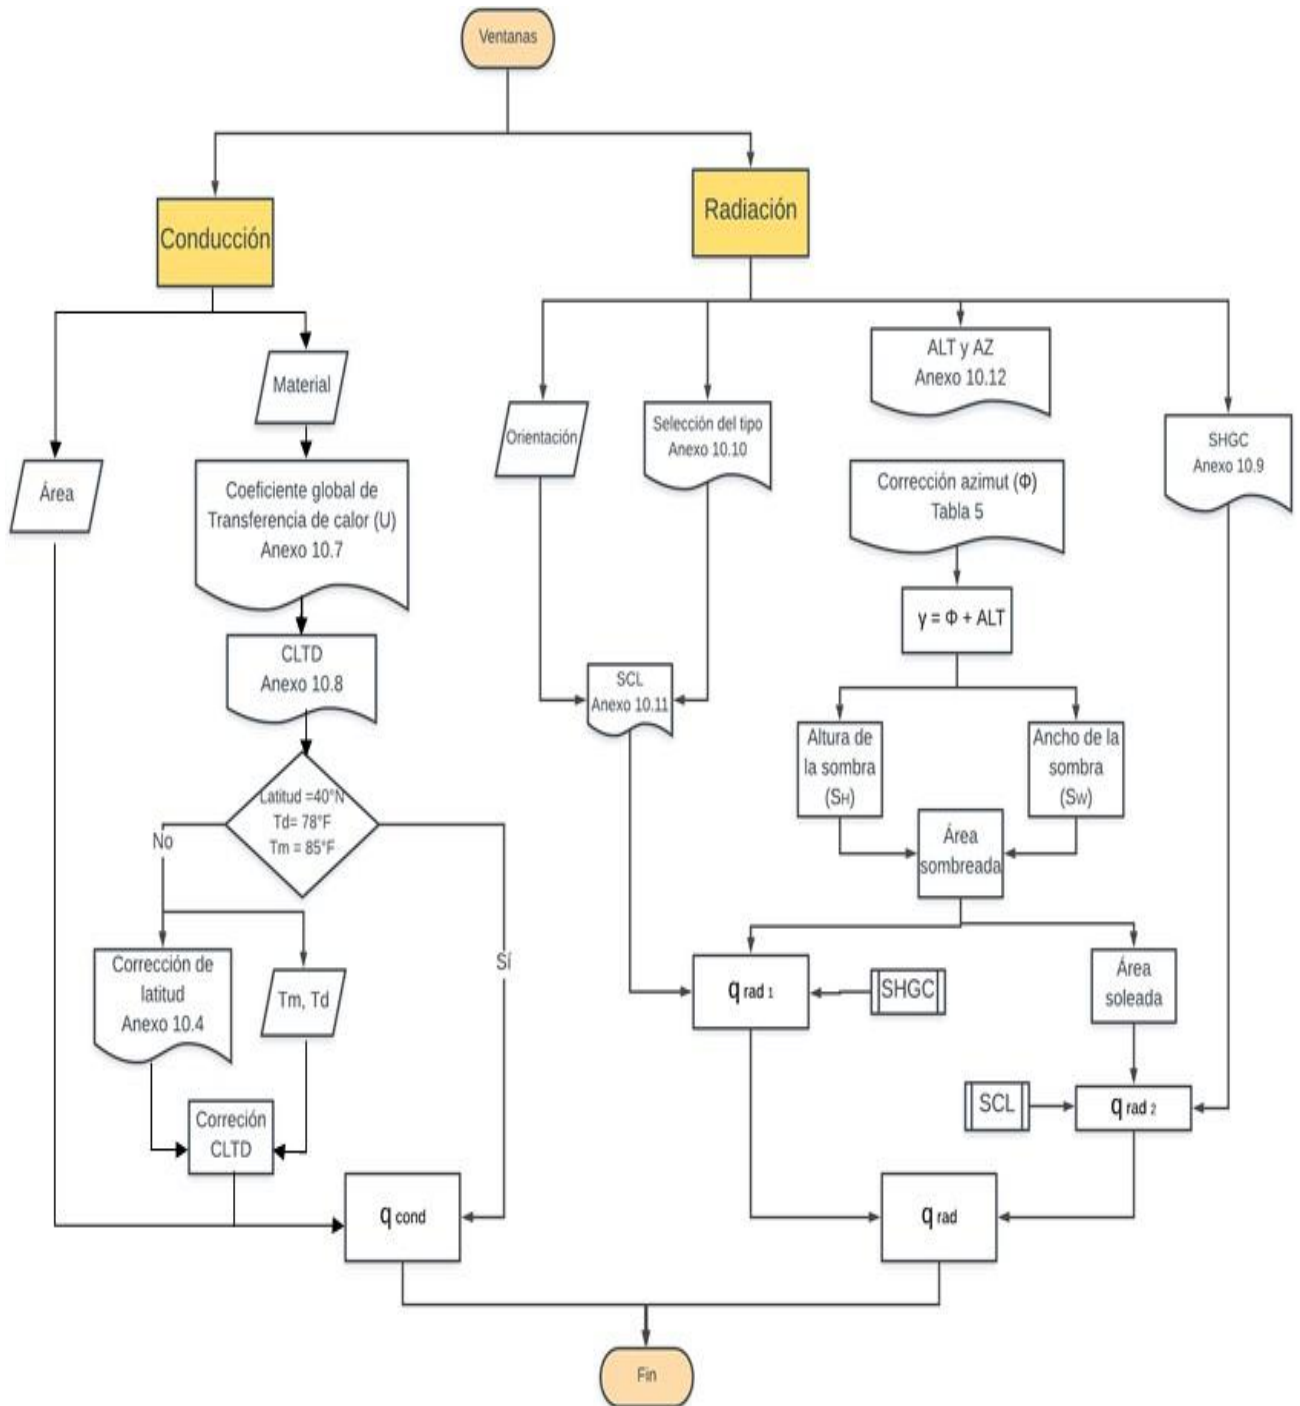 Ventanas
Conducción
Radiación
Área
Material
Coeficiente global de
Transferencia de calor (U)
Anexo 10.7
CLTD
Anexo 10.8
Latitud =40°N
Td= 78°F
Tm = 85°F
No
Sí
Corrección de
latitud
Anexo 10.4
Tm, Td
Correción
CLTD
q cond
Orientación
Selección del tipo
Anexo 10.10
SCL
Anexo 10.11
ALT y AZ
Anexo 10.12
Corrección azimut (Φ)
Tabla 5
γ = Φ + ALT
Altura de
la sombra
(SH)
Ancho de la
sombra
(SW)
Área
sombreada
SHGC
Anexo 10.9
q rad 1
SHGC
Área
soleada
SCL
q rad 2
q rad
Fin